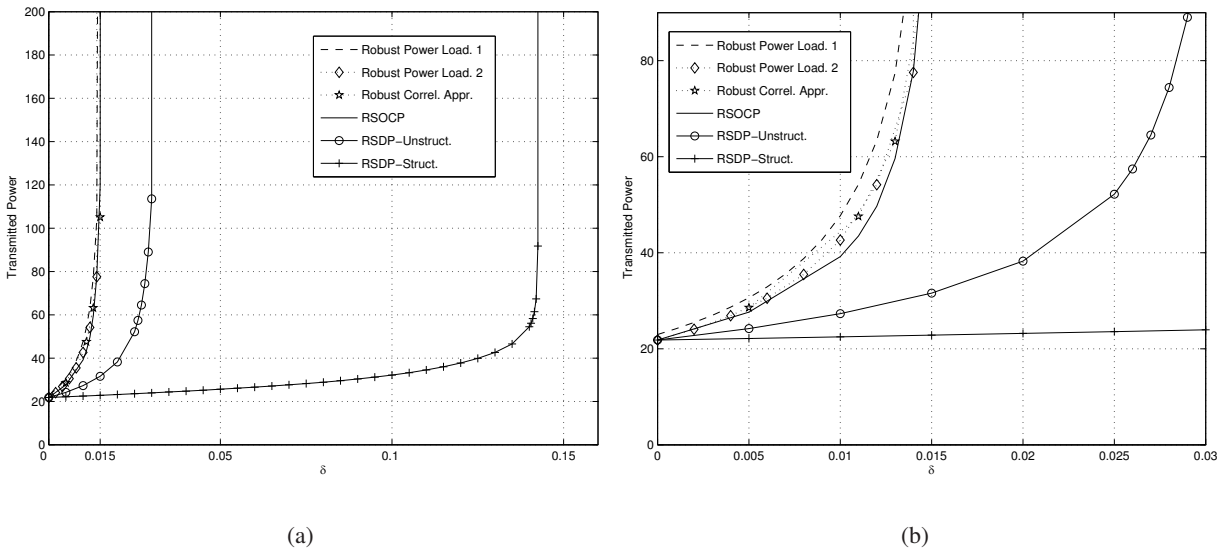 200
180
160
140
120
100
80
60
40
20
0
Transmitted Power
Robust Power Load. 1
Robust Power Load. 2
Robust Correl. Appr.
RSOCP
RSDP−Unstruct.
RSDP−Struct.
0
0.015
0.05
0.1
0.15
δ
(a)
80
60
40
20
0
Transmitted Power
Robust Power Load. 1
Robust Power Load. 2
Robust Correl. Appr.
RSOCP
RSDP−Unstruct.
RSDP−Struct.
0
0.005
0.01
0.015
0.02
0.025
0.03
δ
(b)